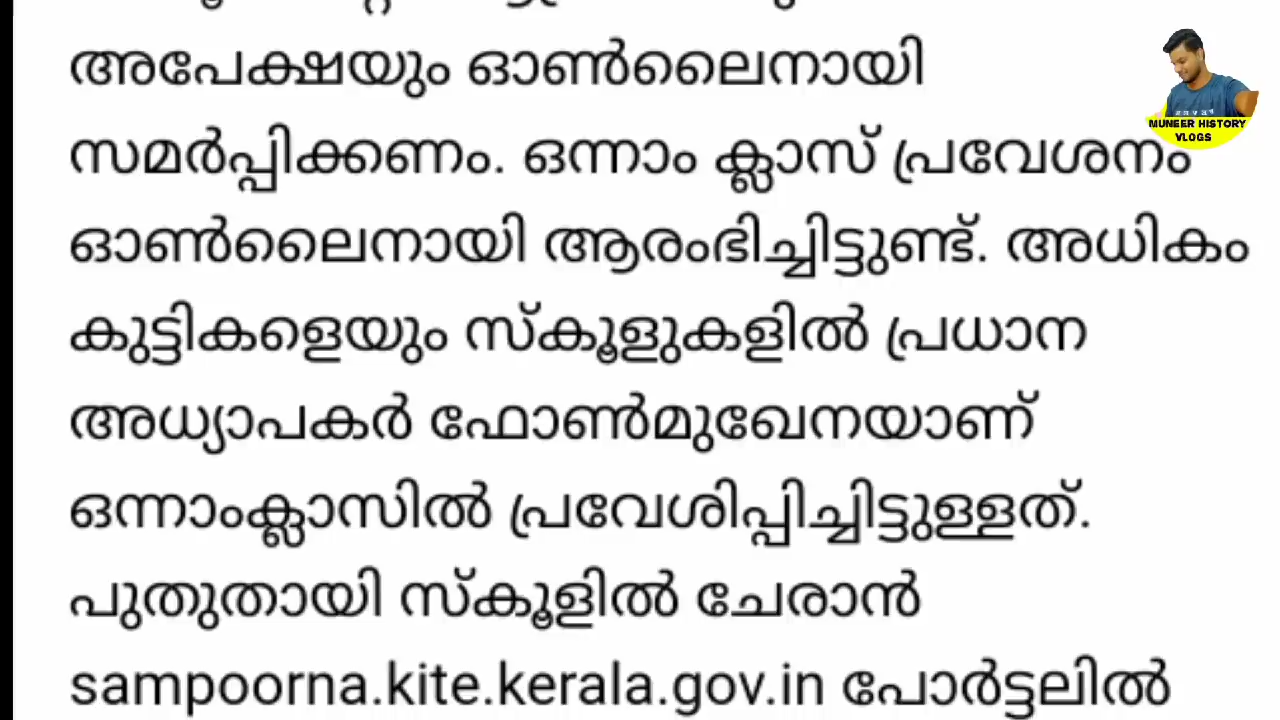 അപേക്ഷയും ഓൺലൈനായി
സമർപ്പിക്കണം. ഒന്നാം ക്ലാസ് പ്രവേശനം
ഓൺലൈനായി ആരംഭിച്ചിട്ടുണ്ട്. അധികം
കുട്ടികളെയും സ്കൂളുകളിൽ പ്രധാന
അധ്യാപകർ ഫോൺമുഖേനയാണ്
ഒന്നാംക്ലാസിൽ പ്രവേശിപ്പിച്ചിട്ടുള്ളത്.
പുതുതായി സ്കൂളിൽ ചേരാൻ
sampoorna.kite.kerala.gov.in പോർട്ടലിൽ
MUNEER HISTORY
VLOGS